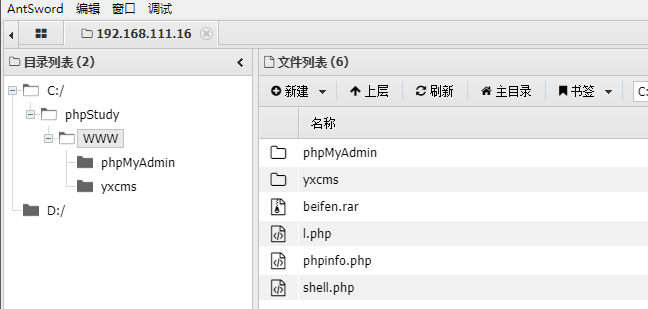 AntSword 编辑 窗口 调试
192.168.111.16
目录列表 (2)
文件列表 (6)
新建 上层 刷新 主目录 书签 C:
C:/
名称
phpStudy
WWW
phpMyAdmin
yxcms
D:/
phpMyAdmin
yxcms
beifen.rar
l.php
phpinfo.php
shell.php